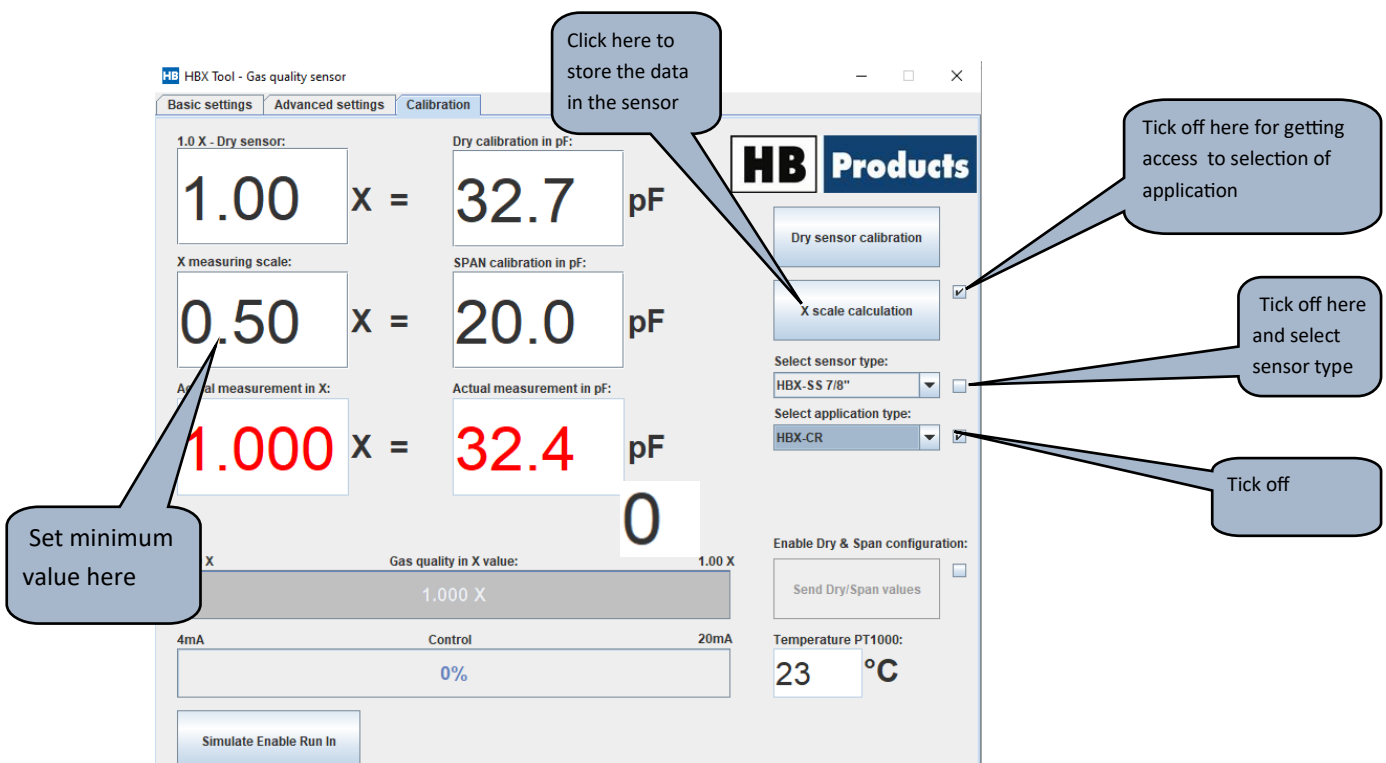 Click here to
store the data
in the sensor
HB HBX Tool - Gas quality sensor
Basic settings Advanced settings Calibration
Tick off here for getting
access to selection of
application
1.0 X - Dry sensor: Dry calibration in pF:
HB Products
1.00 X = 32.7 pF
Dry sensor calibration
X measuring scale: SPAN calibration in pF:
0.50 X = 20.0 pF
X scale calculation
Tick off here
and select
sensor type
Select sensor type:
HBX-SS 7/8"
Actual measurement in X: Actual measurement in pF:
Select application type:
HBX-CR
1.000 X = 32.4 pF
Tick off
0
Set minimum
value here
Enable Dry & Span configuration:
X Gas quality in X value: 1.00 X
1.000 X
Send Dry/Span values
4mA Control 20mA
Temperature PT1000:
0%
23 °C
Simulate Enable Run In